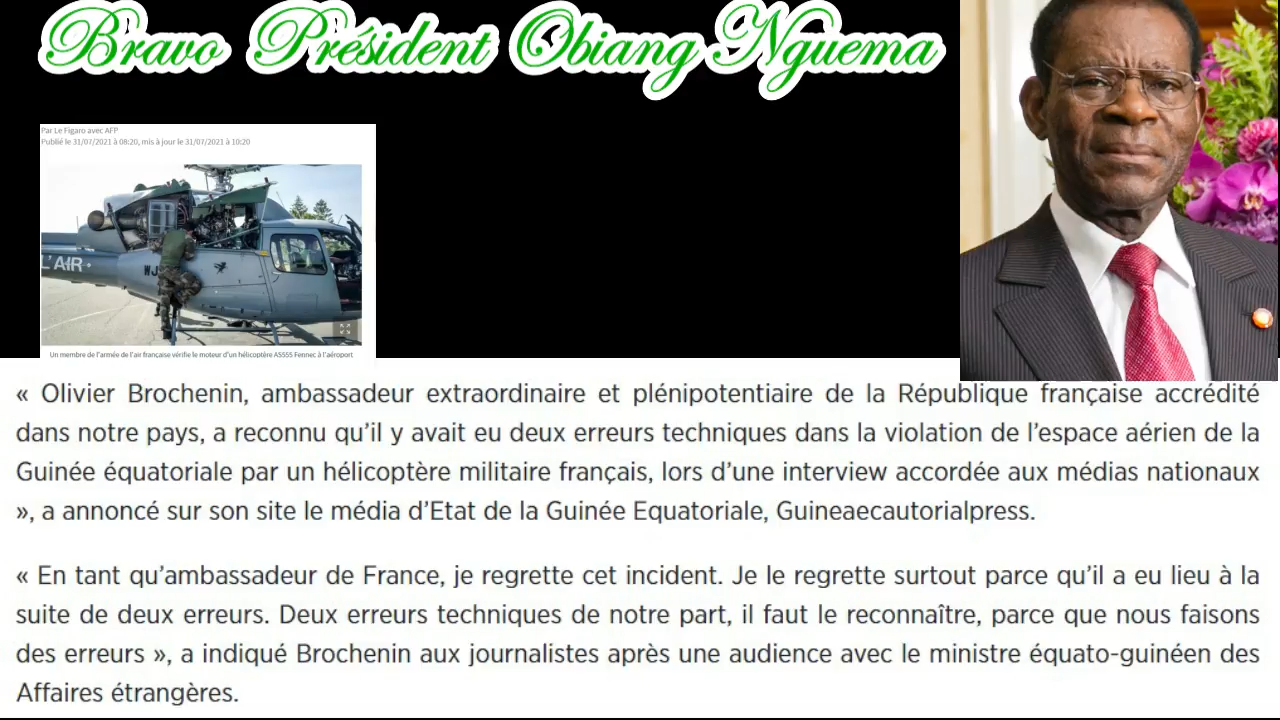 Bravo Président Obiang Nguema
Par Le Figaro avec AFP
Publié le 31/07/2021 à 08:20, mis à jour le 31/07/2021 à 10:20
L'AIR
WJ
Un membre de l'armée de l'air française vérifie le moteur d'un hélicoptère AS555 Fennec à l'aéroport
« Olivier Brochenin, ambassadeur extraordinaire et plénipotentiaire de la République française accrédité
dans notre pays, a reconnu qu'il y avait eu deux erreurs techniques dans la violation de l'espace aérien de la
Guinée équatoriale par un hélicoptère militaire français, lors d'une interview accordée aux médias nationaux
», a annoncé sur son site le média d'Etat de la Guinée Equatoriale, Guineaecautorialpress.
« En tant qu'ambassadeur de France, je regrette cet incident. Je le regrette surtout parce qu'il a eu lieu à la
suite de deux erreurs. Deux erreurs techniques de notre part, il faut le reconnaître, parce que nous faisons
des erreurs », a indiqué Brochenin aux journalistes après une audience avec le ministre équato-guinéen des
Affaires étrangères.